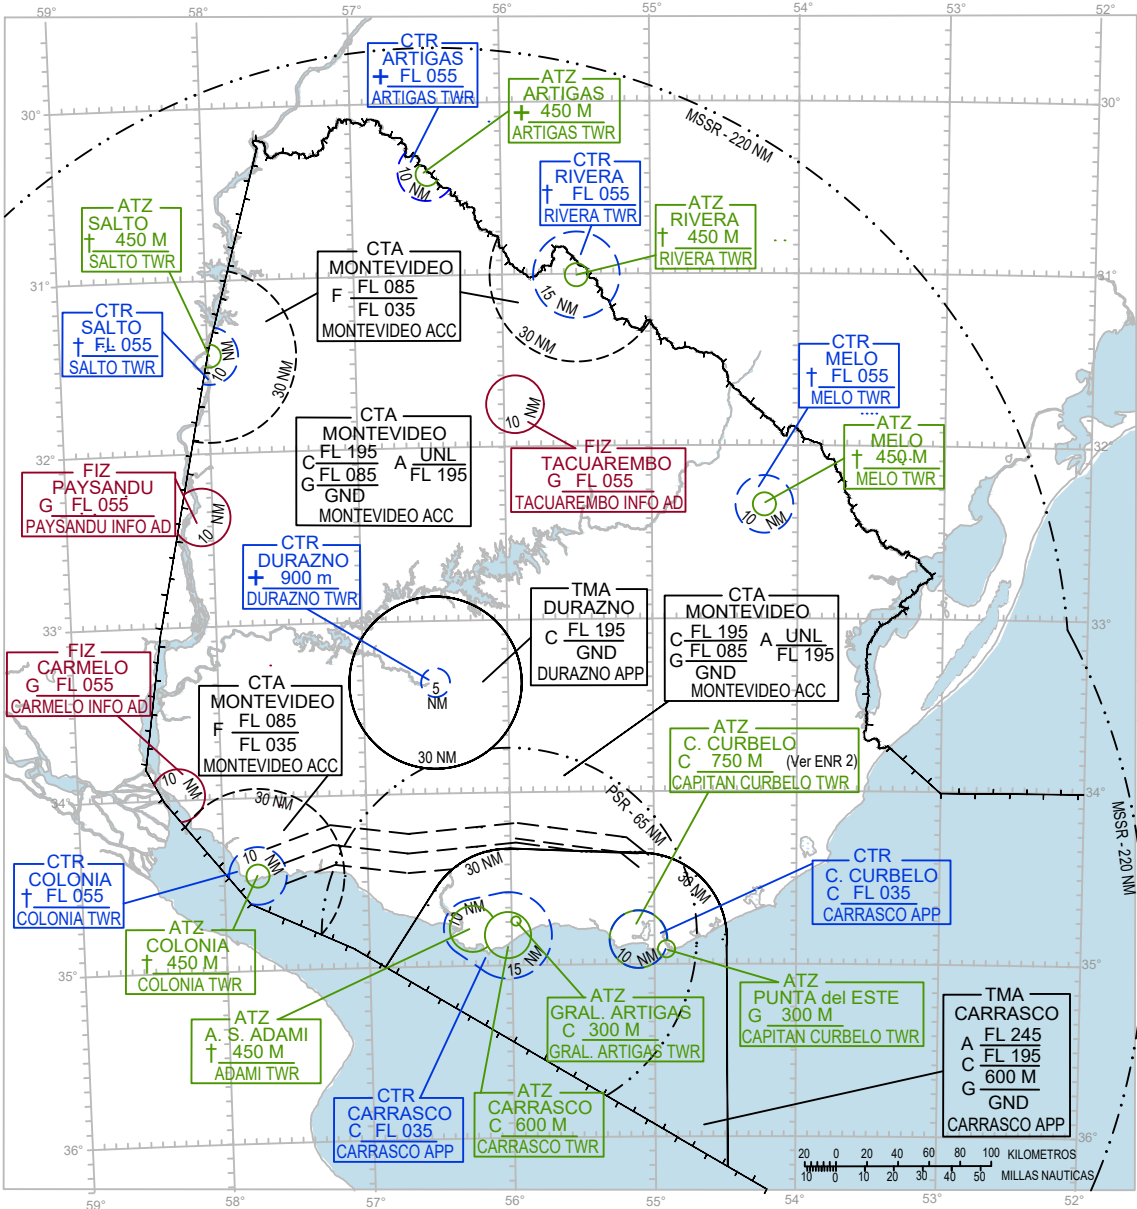 59° 58° 57° 56° 55° 54° 53° 52°
30° 30°
31° 31°
32° 32°
33° 33°
34° 34°
35° 35°
36° 36°
59° 58° 57° 56° 55° 54° 53° 52°
CTR
ARTIGAS
+ FL 055
ARTIGAS TWR
ATZ
ARTIGAS
+ 450 M
ARTIGAS TWR
MSSR - 220 NM
10 NM
CTR
RIVERA
† FL 055
RIVERA TWR
ATZ
RIVERA
† 450 M
RIVERA TWR
ATZ
SALTO
† 450 M
SALTO TWR
CTA
MONTEVIDEO
F FL 085
FL 035
MONTEVIDEO ACC
15 NM
30 NM
CTR
SALTO
† FL 055
SALTO TWR
10 NM
30 NM
CTR
MELO
† FL 055
MELO TWR
10 NM
CTA
MONTEVIDEO
C FL 195 A UNL
G FL 085 FL 195
GND
MONTEVIDEO ACC
ATZ
MELO
† 450 M
MELO TWR
FIZ
TACUAREMBO
G FL 055
TACUAREMBO INFO AD
FIZ
PAYSANDU
G FL 055
PAYSANDU INFO AD
10 NM
10 NM
CTR
DURAZNO
+ 900 m
DURAZNO TWR
TMA
DURAZNO
C FL 195
GND
DURAZNO APP
CTA
MONTEVIDEO
C FL 195 A UNL
G FL 085 FL 195
GND
MONTEVIDEO ACC
FIZ
CARMELO
G FL 055
CARMELO INFO AD
5
NM
CTA
MONTEVIDEO
F FL 085
FL 035
MONTEVIDEO ACC
30 NM
ATZ
C. CURBELO
C 750 M (Ver ENR 2)
CAPITAN CURBELO TWR
10 NM
30 NM
PSR - 65 NM
MSSR - 220 NM
10 NM
30 NM
30 NM
CTR
COLONIA
† FL 055
COLONIA TWR
CTR
C. CURBELO
C FL 035
CARRASCO APP
10 NM
15 NM
10 NM
ATZ
COLONIA
† 450 M
COLONIA TWR
ATZ
A. S. ADAMI
† 450 M
ADAMI TWR
ATZ
GRAL. ARTIGAS
C 300 M
GRAL. ARTIGAS TWR
ATZ
PUNTA del ESTE
G 300 M
CAPITAN CURBELO TWR
TMA
CARRASCO
A FL 245
C FL 195
G 600 M
GND
CARRASCO APP
CTR
CARRASCO
C FL 035
CARRASCO APP
ATZ
CARRASCO
C 600 M
CARRASCO TWR
20 0 20 40 60 80 100 KILOMETROS
10 0 10 20 30 40 50 MILLAS NAUTICAS